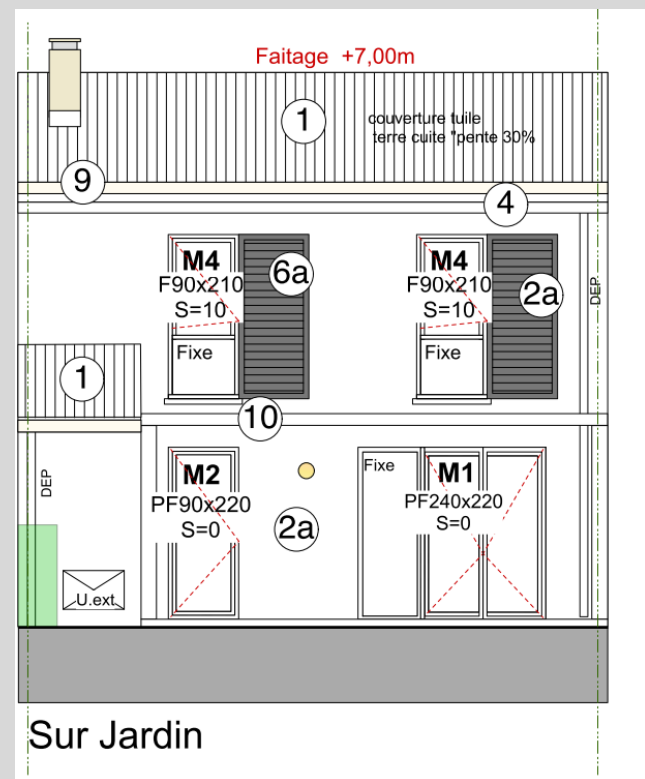 Faitage +7,00m
1
couverture tuile
terre cuite "pente 30%
9
4
M4
F90x210
S=10
Fixe
6a
M4
F90x210
S=10
Fixe
2a
DEP
1
10
DEP
M2
PF90x220
S=0
2a
Fixe
M1
PF240x220
S=0
U.ext
Sur Jardin